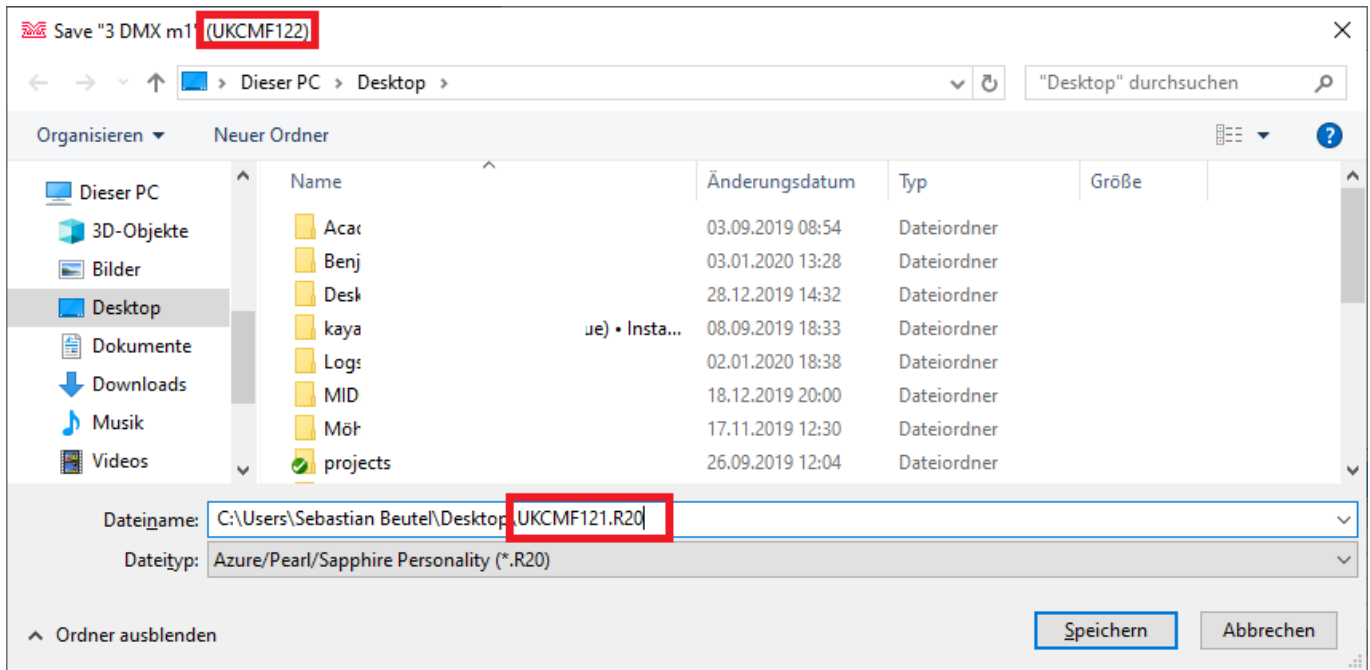 Save "3 DMX m1" (UKCMF122)
Dieser PC > Desktop >
"Desktop" durchsuchen
Organisieren Neuer Ordner
Name Änderungsdatum Typ Größe
Dieser PC
3D-Objekte
Bilder
Desktop
Dokumente
Downloads
Musik
Videos
Acad 03.09.2019 08:54 Dateiordner
Benj 03.01.2020 13:28 Dateiordner
Desk 28.12.2019 14:32 Dateiordner
kaya ue) • Insta... 08.09.2019 18:33 Dateiordner
Logs 02.01.2020 18:38 Dateiordner
MID 18.12.2019 20:00 Dateiordner
Möh 17.11.2019 12:30 Dateiordner
projects 26.09.2019 12:04 Dateiordner
Dateiname: C:\Users\Sebastian Beutel\Desktop\UKCMF121.R20
Dateityp: Azure/Pearl/Sapphire Personality (*.R20)
Ordner ausblenden
Speichern Abbrechen